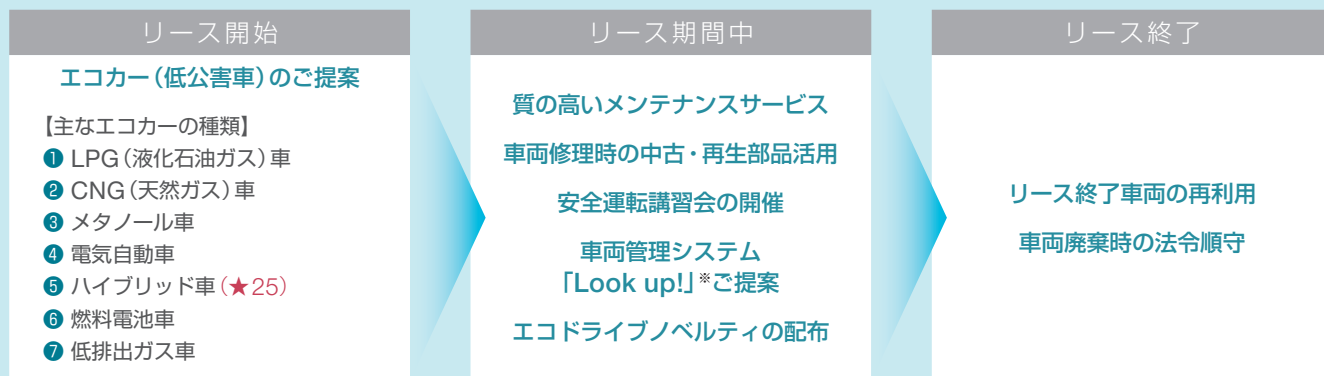 リース開始
エコカー（低公害車）のご提案
【主なエコカーの種類】
❶ LPG（液化石油ガス）車
❷ CNG（天然ガス）車
❸ メタノール車
❹ 電気自動車
❺ ハイブリッド車（★25）
❻ 燃料電池車
❼ 低排出ガス車
リース期間中
質の高いメンテナンスサービス
車両修理時の中古・再生部品活用
安全運転講習会の開催
車両管理システム
「Look up!」※ご提案
エコドライブノベルティの配布
リース終了
リース終了車両の再利用
車両廃棄時の法令順守